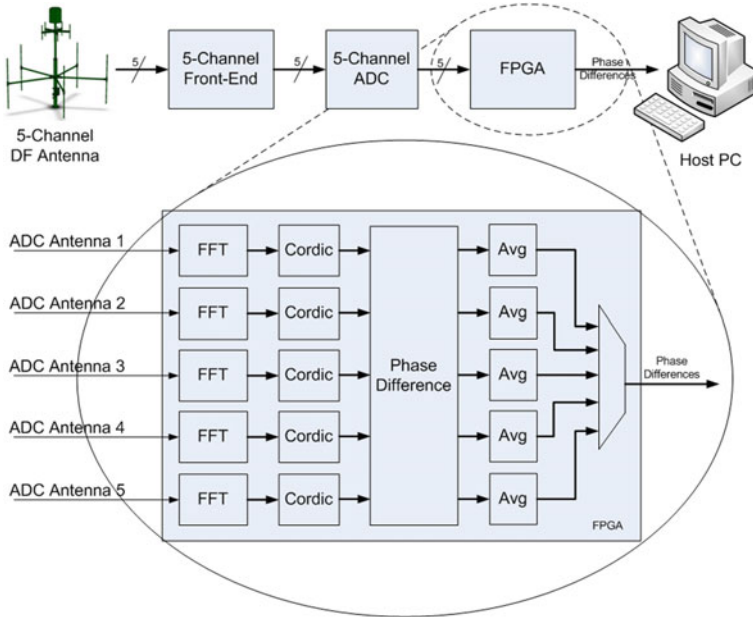 5
5-Channel
Front-End
5
5-Channel
ADC
5
FPGA
Phase
Differences
5-Channel
DF Antenna
Host PC
ADC Antenna 1
FFT
Cordic
Avg
ADC Antenna 2
FFT
Cordic
Avg
ADC Antenna 3
FFT
Cordic
Phase
Difference
Avg
Phase
Differences
ADC Antenna 4
FFT
Cordic
Avg
ADC Antenna 5
FFT
Cordic
Avg
FPGA